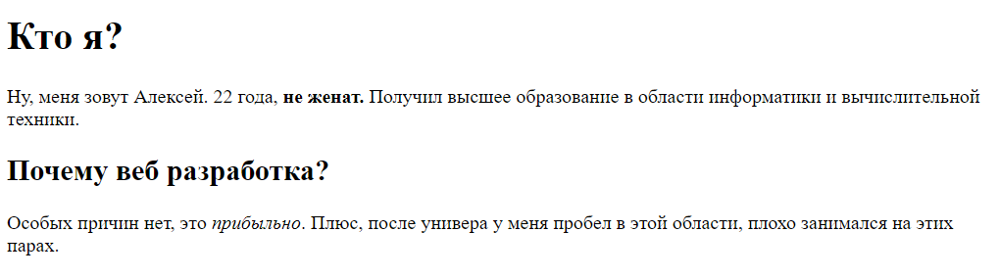 Кто я?
Ну, меня зовут Алексей. 22 года, не женат. Получил высшее образование в области информатики и вычислительной
техники.
Почему веб разработка?
Особых причин нет, это прибыльно. Плюс, после универа у меня пробел в этой области, плохо занимался на этих
парах.